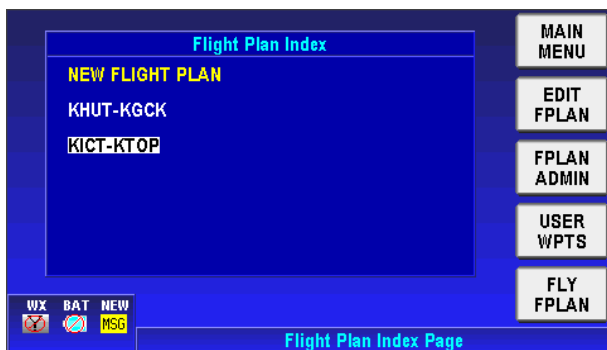 Flight Plan Index
NEW FLIGHT PLAN
KHUT-KGCK
KICT-KTOP
MAIN
MENU
EDIT
FPLAN
FPLAN
ADMIN
USER
WPTS
FLY
FPLAN
WX BAT NEW
MSG
Flight Plan Index Page